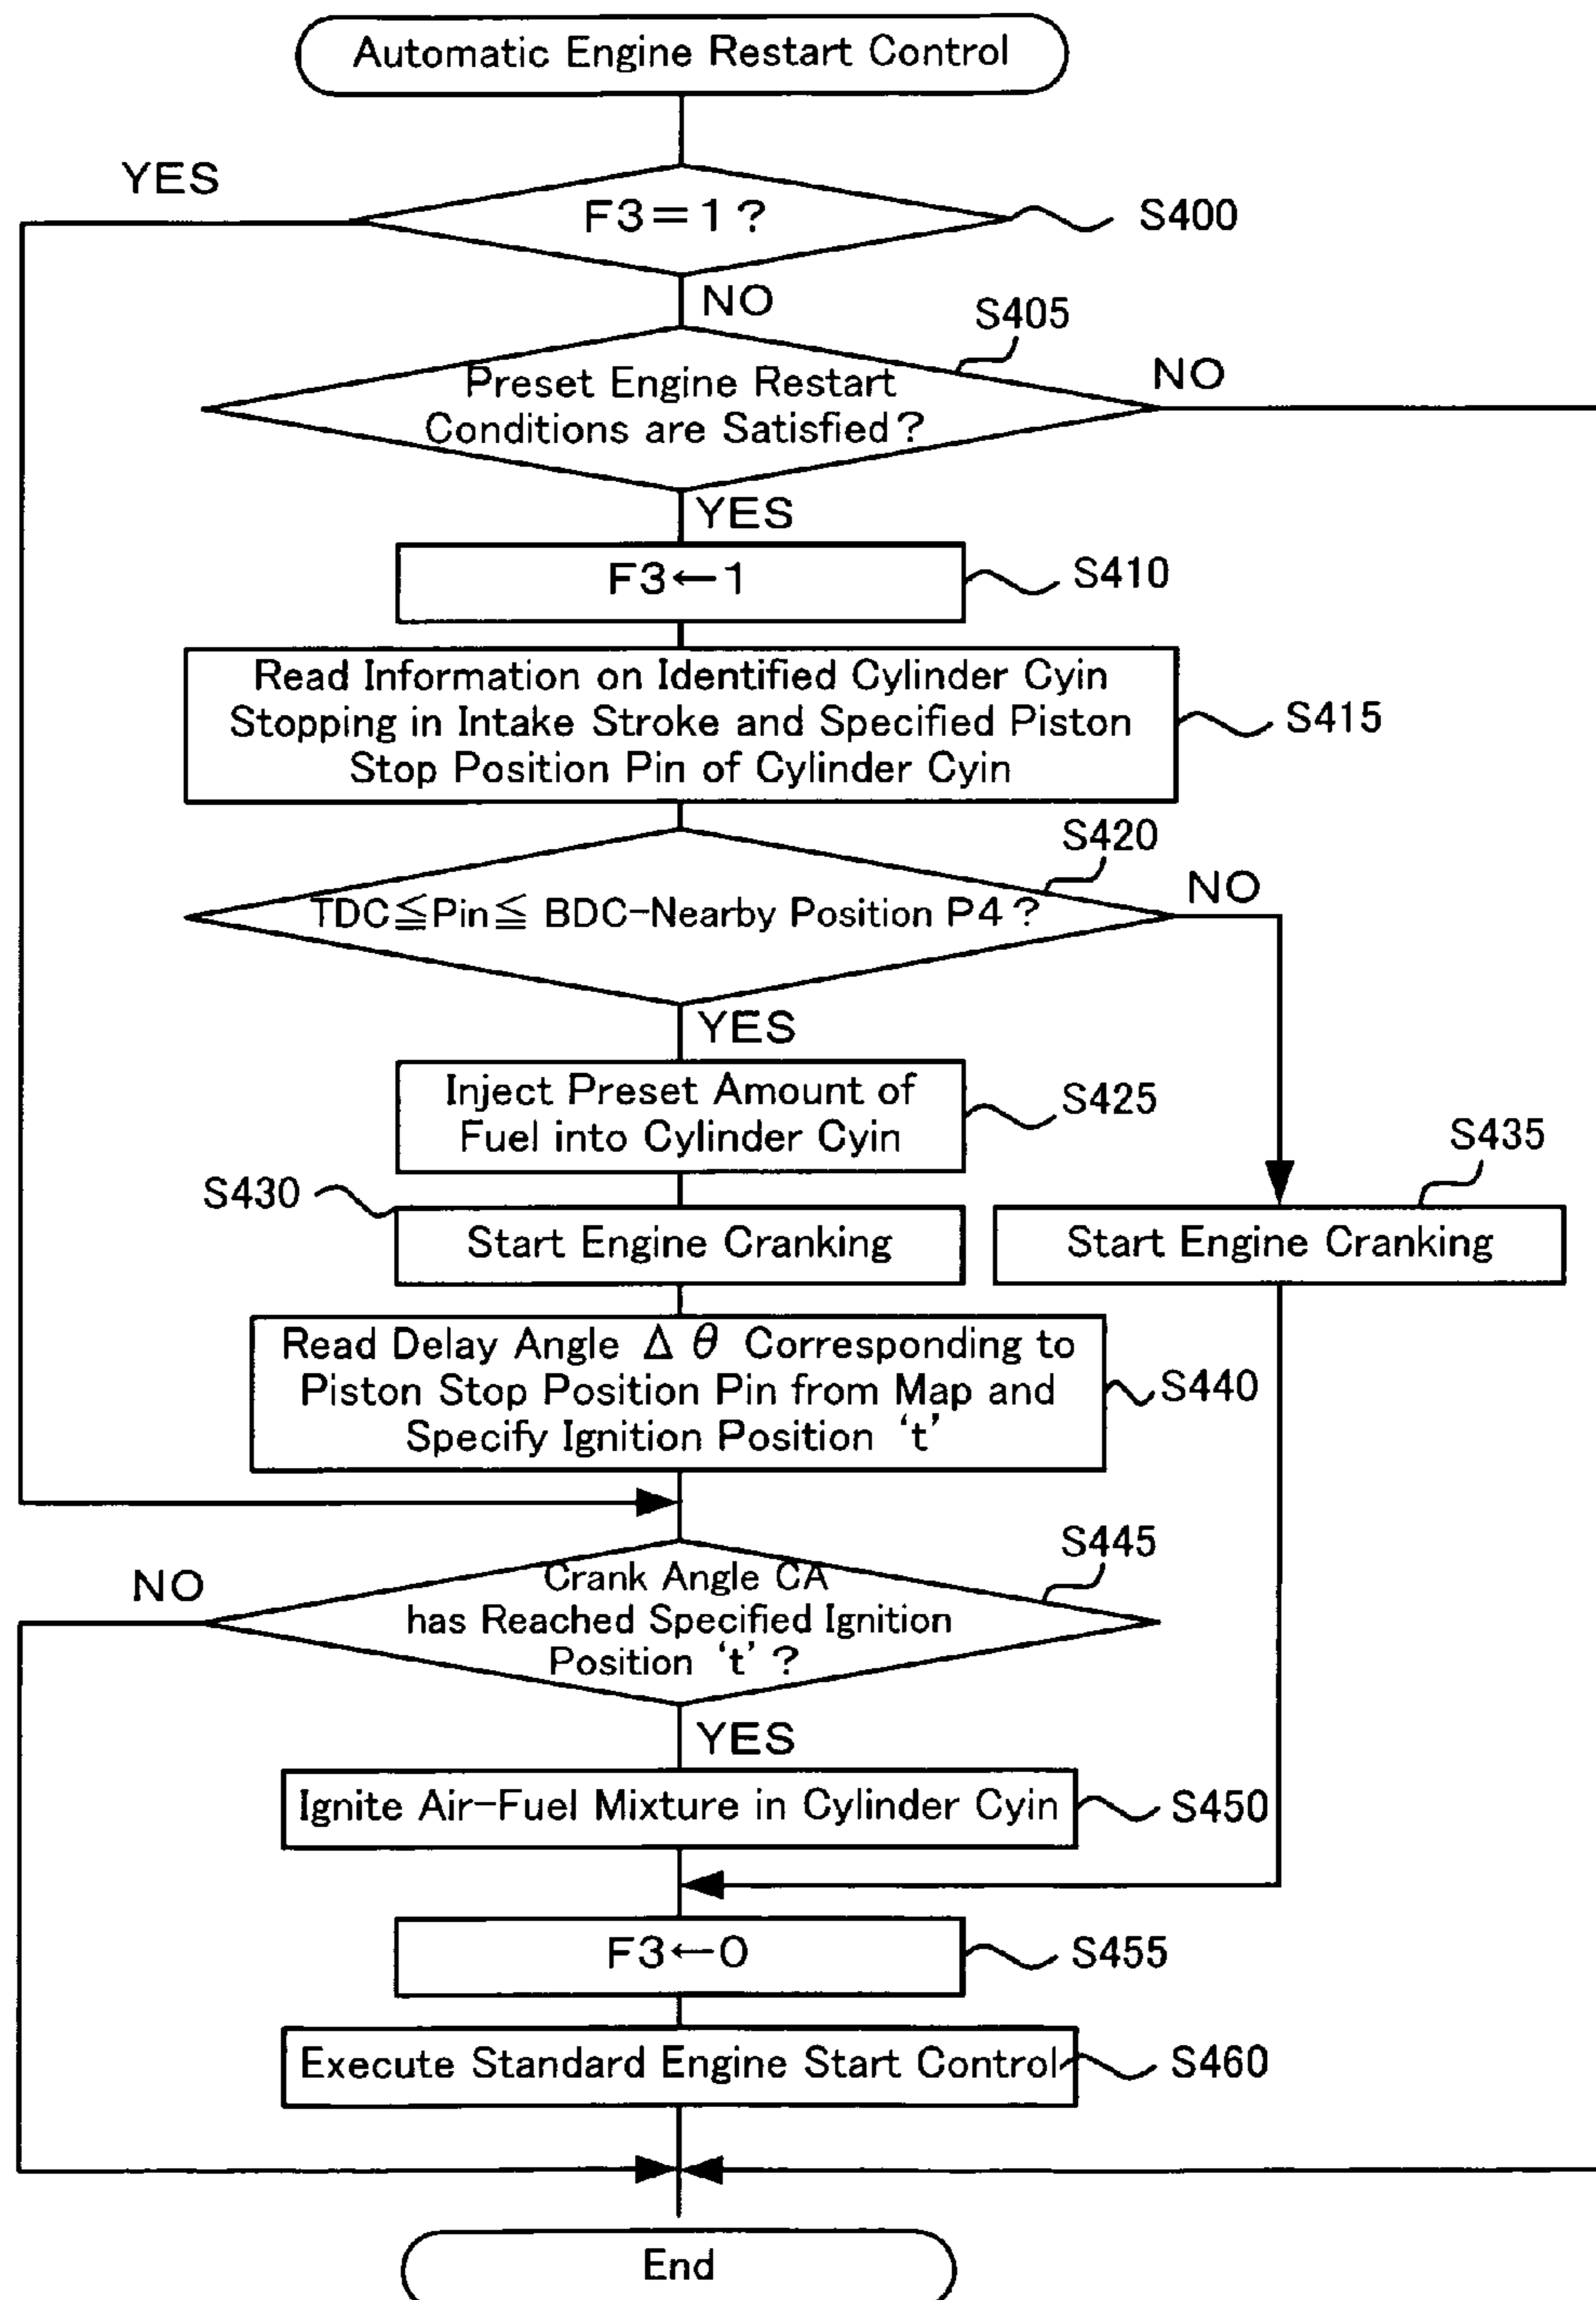 Automatic Engine Restart Control
YES
F3=1?
S400
NO
S405
Preset Engine Restart
Conditions are Satisfied?
NO
YES
F3←1
S410
Read Information on Identified Cylinder Cyin
Stopping in Intake Stroke and Specified Piston
Stop Position Pin of Cylinder Cyin
S415
S420
TDC≦Pin≦ BDC-Nearby Position P4?
NO
YES
Inject Preset Amount of
Fuel into Cylinder Cyin
S425
S435
S430
Start Engine Cranking
Start Engine Cranking
Read Delay Angle Δ θ Corresponding to
Piston Stop Position Pin from Map and
Specify Ignition Position ‘t’
S440
S445
NO
Crank Angle CA
has Reached Specified Ignition
Position ‘t’?
YES
Ignite Air-Fuel Mixture in Cylinder Cyin
S450
F3←0
S455
Execute Standard Engine Start Control
S460
End